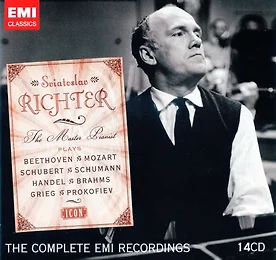 EMI
CLASSICS
Sviatoslav
RICHTER
The Master Pianist
PLAYS
BEETHOVEN & MOZART
SCHUBERT & SCHUMANN
HANDEL & BRAHMS
GRIEG & PROKOFIEV
ICON
THE COMPLETE EMI RECORDINGS
14CD